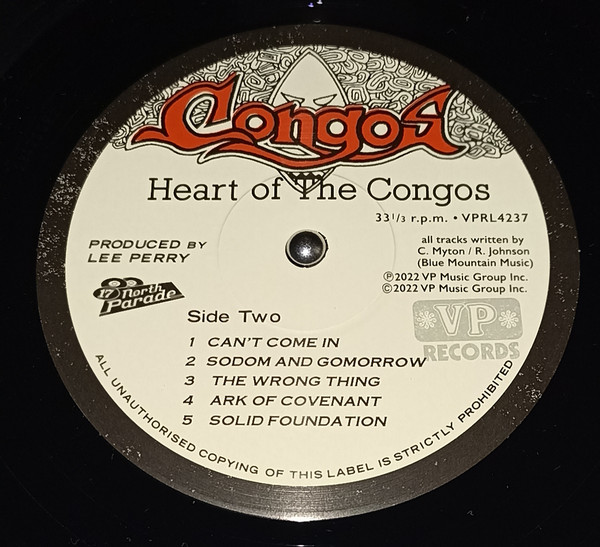 Congos
Heart of The Congos
33 1/3 r.p.m. • VPRL4237
PRODUCED BY
LEE PERRY
all tracks written by
C. Myton / R. Johnson
(Blue Mountain Music)
℗2022 VP Music Group Inc.
©2022 VP Music Group Inc.
17 North
Parade
VP
RECORDS
Side Two
1 CAN'T COME IN
2 SODOM AND GOMORROW
3 THE WRONG THING
4 ARK OF COVENANT
5 SOLID FOUNDATION
ALL UNAUTHORISED COPYING OF THIS LABEL IS STRICTLY PROHIBITED